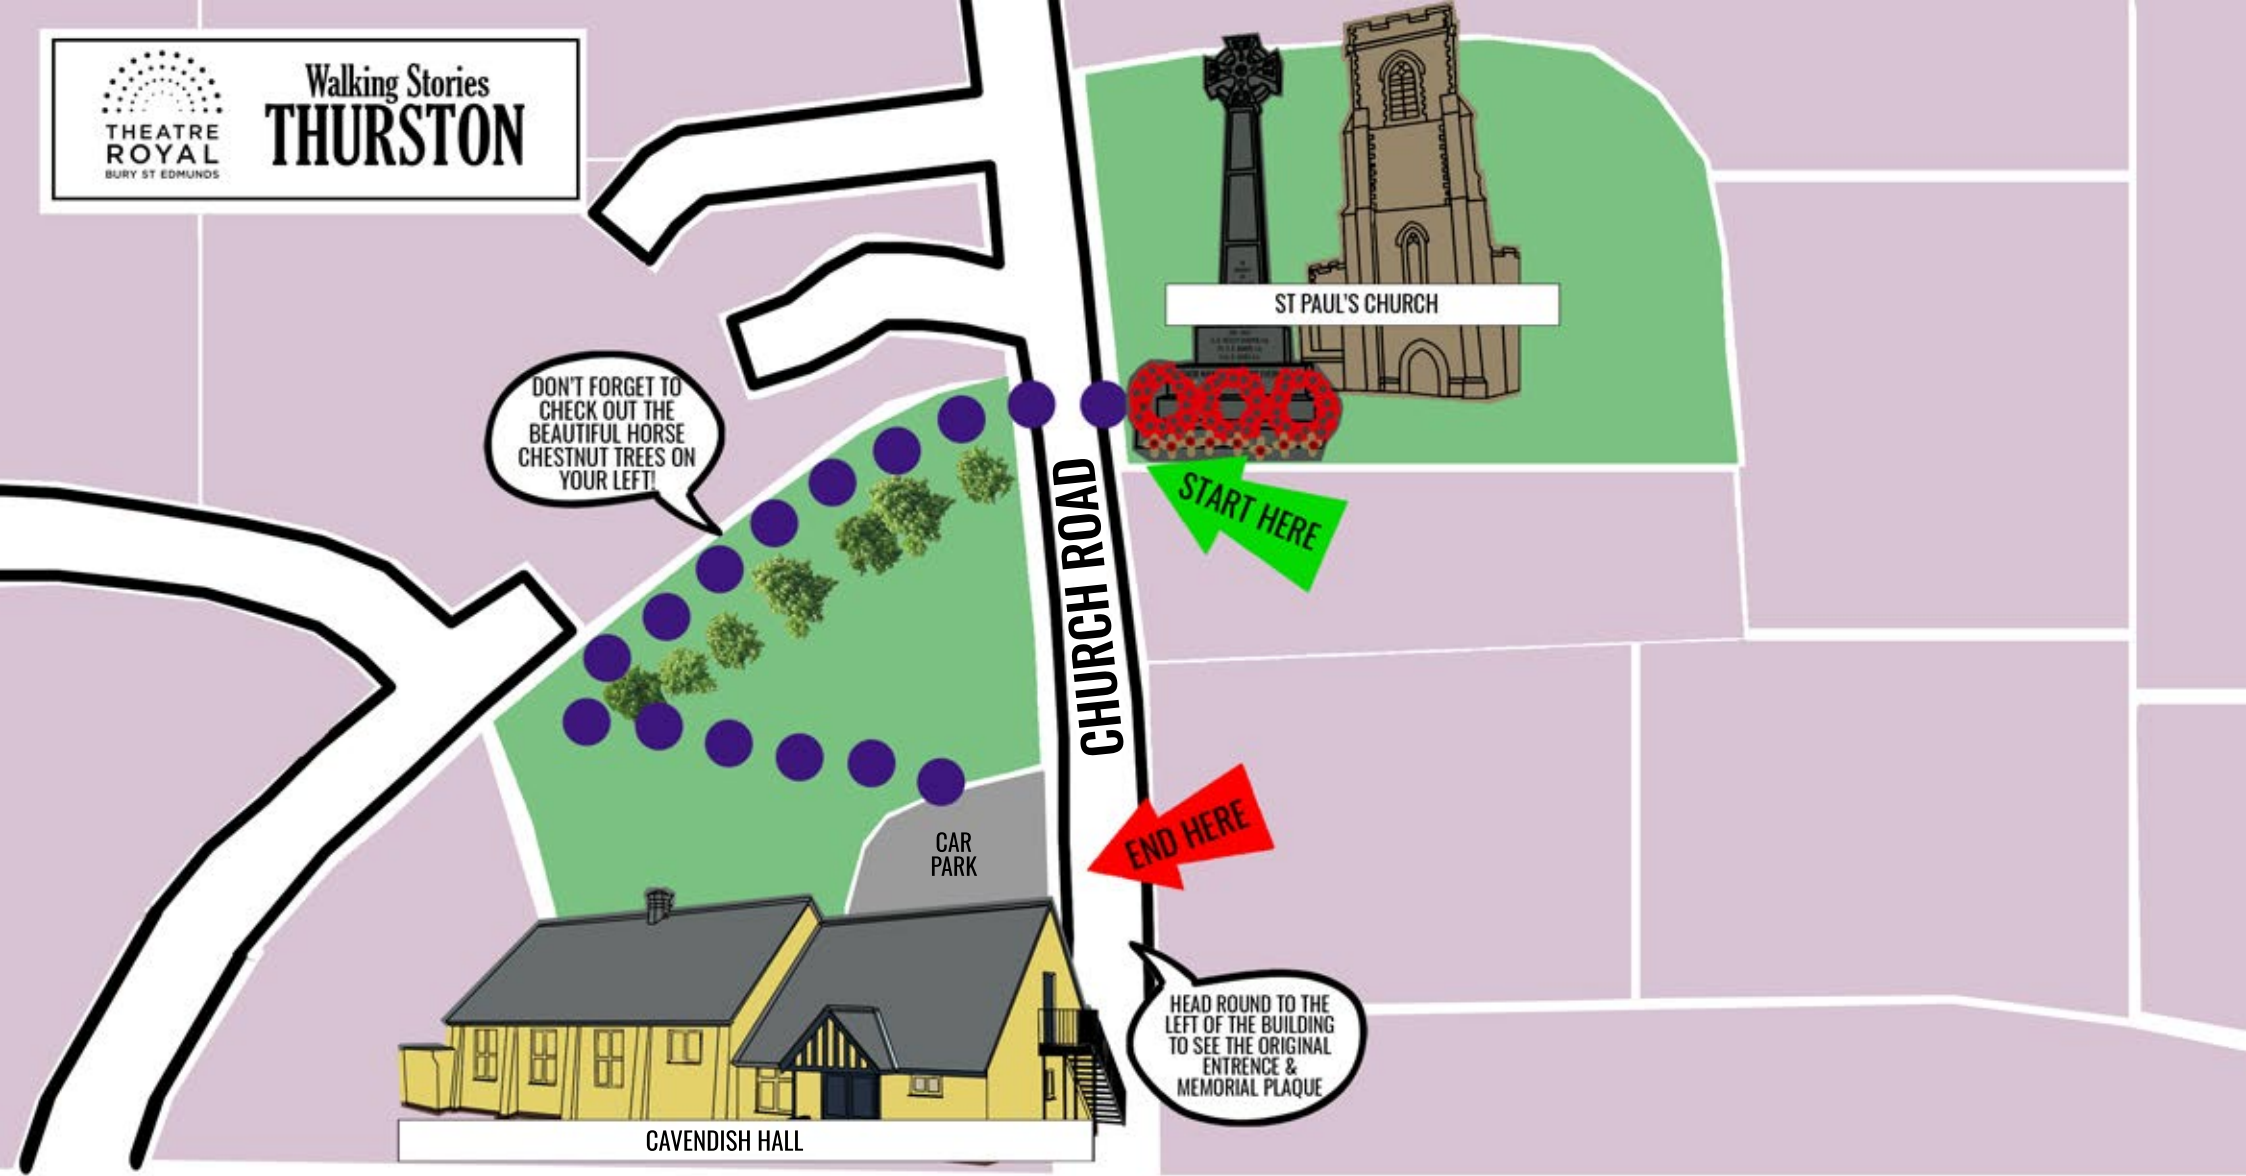 THEATRE
ROYAL
BURY ST EDMUNDS
Walking Stories
THURSTON
ST PAUL'S CHURCH
DON'T FORGET TO
CHECK OUT THE
BEAUTIFUL HORSE
CHESTNUT TREES ON
YOUR LEFT!
START HERE
CHURCH ROAD
END HERE
CAR
PARK
HEAD ROUND TO THE
LEFT OF THE BUILDING
TO SEE THE ORIGINAL
ENTRENCE &
MEMORIAL PLAQUE
CAVENDISH HALL